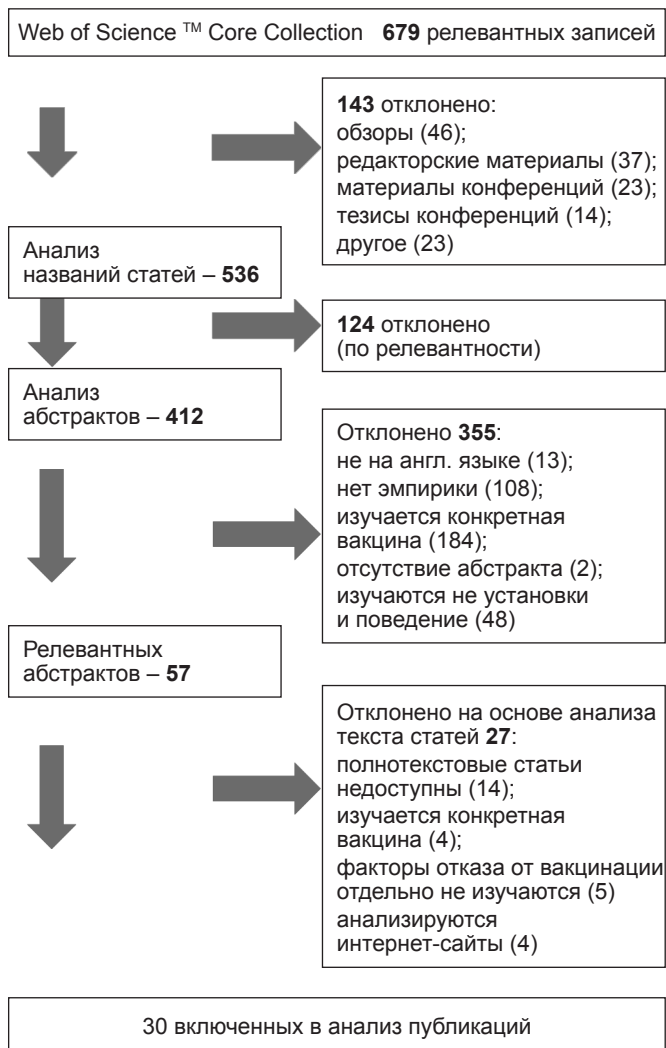 Web of Science ™ Core Collection 679 релевантных записей
143 отклонено:
обзоры (46);
редакторские материалы (37);
материалы конференций (23);
тезисы конференций (14);
другое (23)
Анализ
названий статей – 536
124 отклонено
(по релевантности)
Анализ
абстрактов – 412
Отклонено 355:
не на англ. языке (13);
нет эмпирики (108);
изучается конкретная
вакцина (184);
отсутствие абстракта (2);
изучаются не установки
и поведение (48)
Релевантных
абстрактов – 57
Отклонено на основе анализа
текста статей 27:
полнотекстовые статьи
недоступны (14);
изучается конкретная
вакцина (4);
факторы отказа от вакцинации
отдельно не изучаются (5)
анализируются
интернет-сайты (4)
30 включенных в анализ публикаций